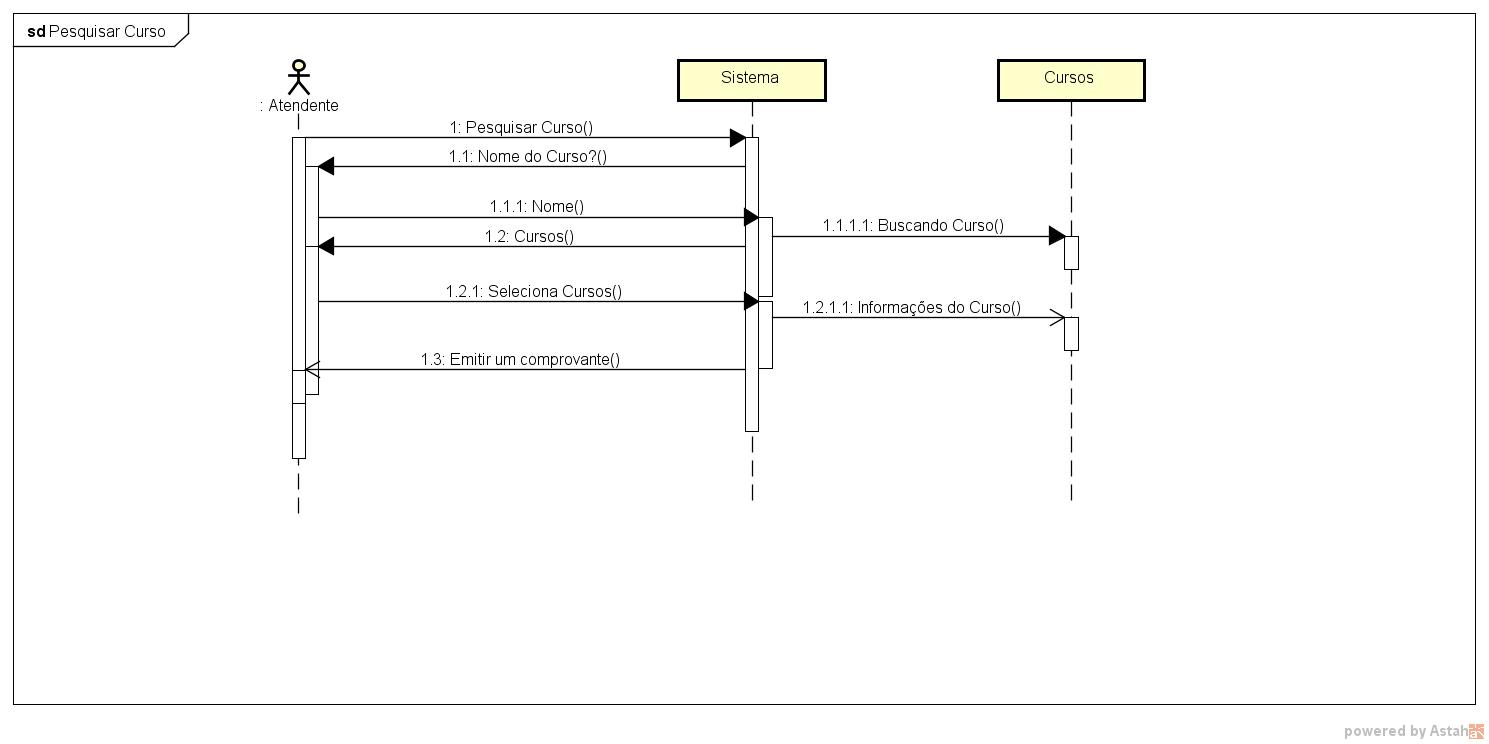 sd Pesquisar Curso
: Atendente
Sistema
Cursos
1: Pesquisar Curso()
1.1: Nome do Curso?()
1.1.1: Nome()
1.1.1.1: Buscando Curso()
1.2: Cursos()
1.2.1: Seleciona Cursos()
1.2.1.1: Informações do Curso()
1.3: Emitir um comprovante()
powered by Astah